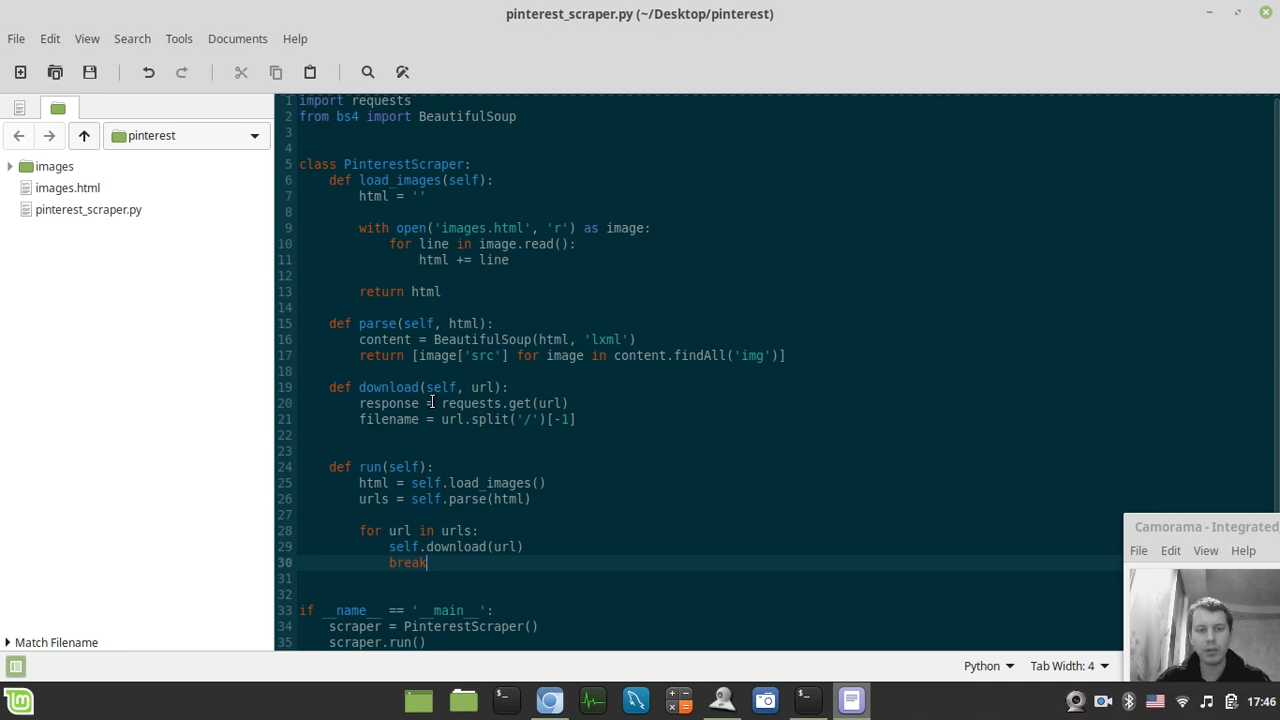 pinterest_scraper.py (~/Desktop/pinterest)
File Edit View Search Tools Documents Help
pinterest
images
images.html
pinterest_scraper.py
Match Filename
1 import requests
2 from bs4 import BeautifulSoup
3
4
5 class PinterestScraper:
6 def load_images(self):
7 html = ''
8
9 with open('images.html', 'r') as image:
10 for line in image.read():
11 html += line
12
13 return html
14
15 def parse(self, html):
16 content = BeautifulSoup(html, 'lxml')
17 return [image['src'] for image in content.findAll('img')]
18
19 def download(self, url):
20 response = requests.get(url)
21 filename = url.split('/')[-1]
22
23
24 def run(self):
25 html = self.load_images()
26 urls = self.parse(html)
27
28 for url in urls:
29 self.download(url)
30 break
31
32
33 if __name__ == '__main__':
34 scraper = PinterestScraper()
35 scraper.run()
Camorama - Integrated
File Edit View Help
Python Tab Width: 4
17:46